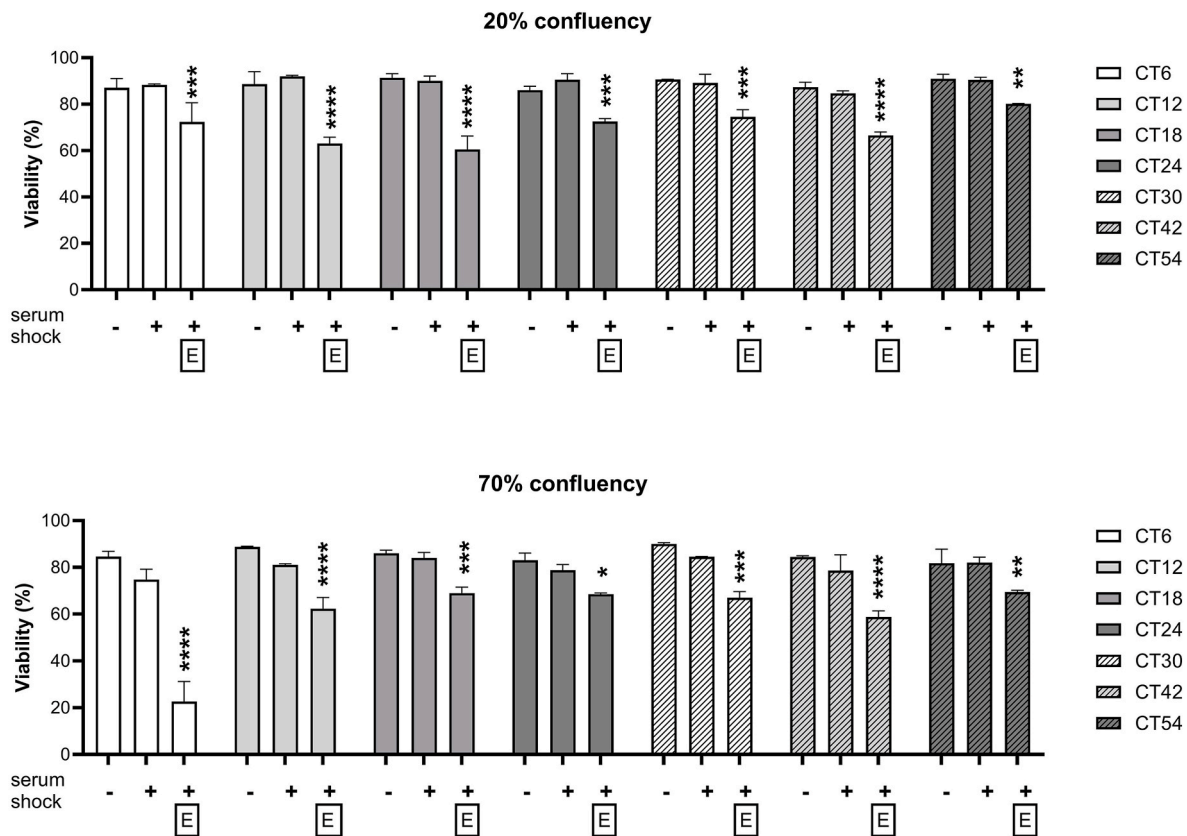 20% confluency
Viability (%)
100
80
60
40
20
0
*** **** **** *** *** **** **
serum
shock
- + + - + + - + + - + + - + + - + + - + +
E E E E E E E
CT6
CT12
CT18
CT24
CT30
CT42
CT54
70% confluency
Viability (%)
100
80
60
40
20
0
**** **** *** * *** **** **
serum
shock
- + + - + + - + + - + + - + + - + + - + +
E E E E E E E
CT6
CT12
CT18
CT24
CT30
CT42
CT54